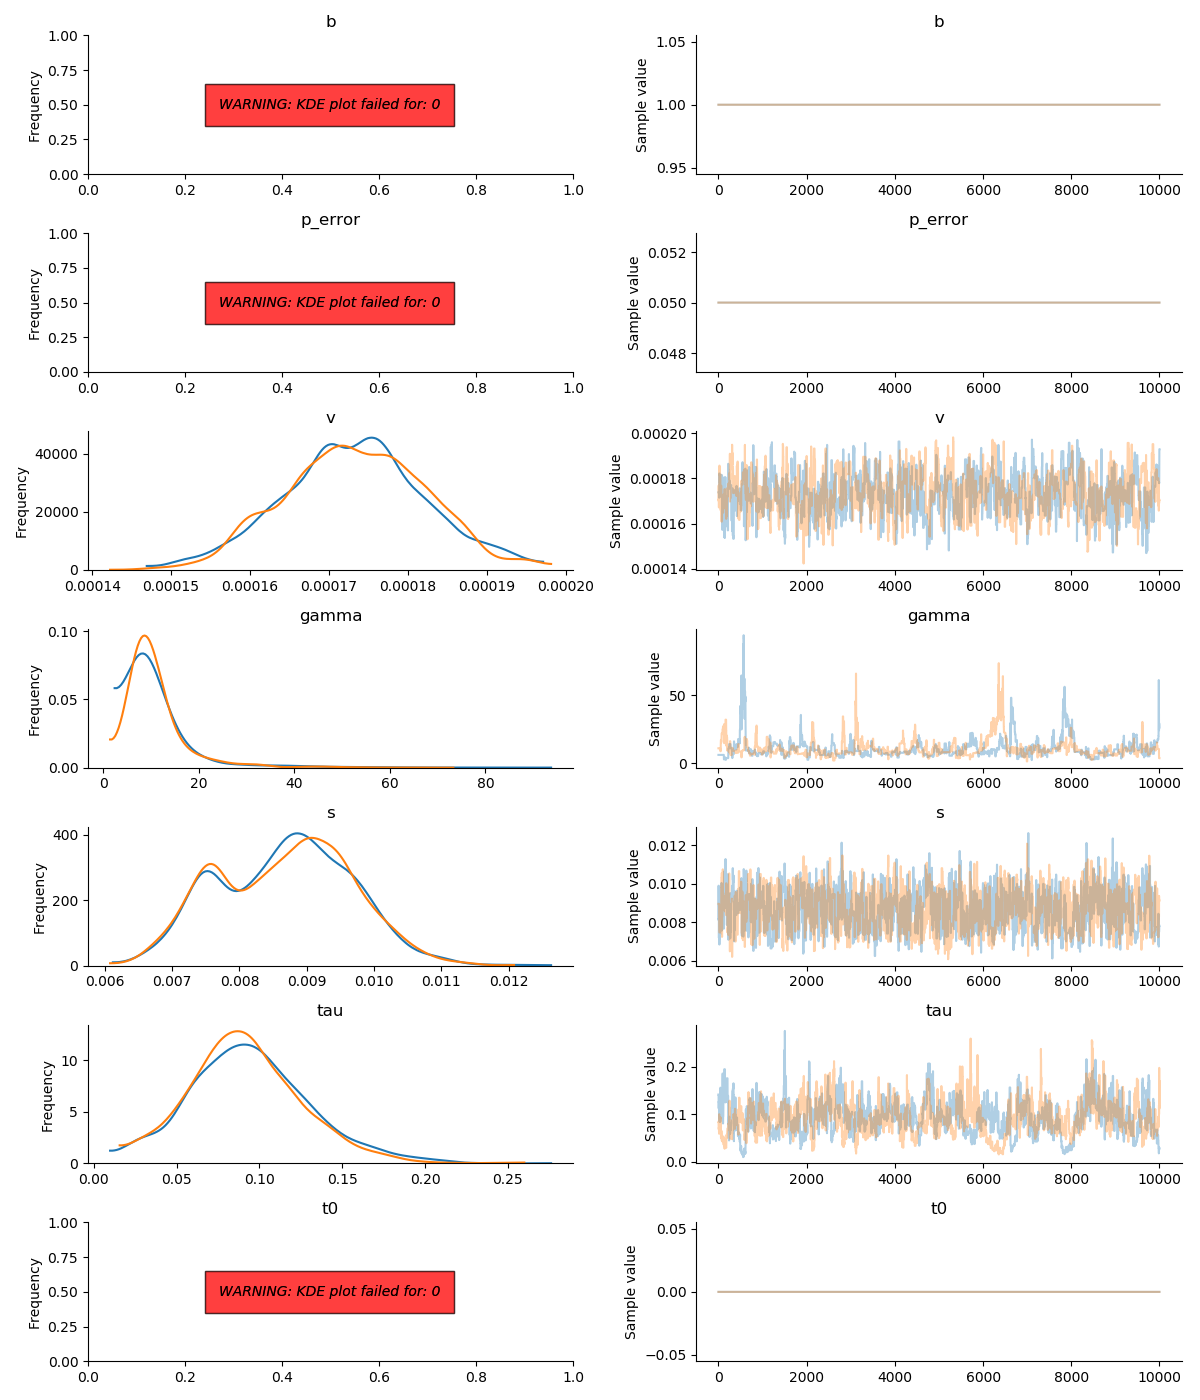 b
Frequency
1.00
0.75
0.50
0.25
0.00
WARNING: KDE plot failed for: 0
0.0 0.2 0.4 0.6 0.8 1.0
b
Sample value
1.05
1.00
0.95
0 2000 4000 6000 8000 10000
p_error
Frequency
1.00
0.75
0.50
0.25
0.00
WARNING: KDE plot failed for: 0
0.0 0.2 0.4 0.6 0.8 1.0
p_error
Sample value
0.052
0.050
0.048
0 2000 4000 6000 8000 10000
v
Frequency
40000
20000
0
0.00014 0.00015 0.00016 0.00017 0.00018 0.00019 0.00020
v
Sample value
0.00020
0.00018
0.00016
0.00014
0 2000 4000 6000 8000 10000
gamma
Frequency
0.10
0.05
0.00
0 20 40 60 80
gamma
Sample value
50
0
0 2000 4000 6000 8000 10000
s
Frequency
400
200
0
0.006 0.007 0.008 0.009 0.010 0.011 0.012
s
Sample value
0.012
0.010
0.008
0.006
0 2000 4000 6000 8000 10000
tau
Frequency
10
5
0
0.00 0.05 0.10 0.15 0.20 0.25
tau
Sample value
0.2
0.1
0.0
0 2000 4000 6000 8000 10000
t0
Frequency
1.00
0.75
0.50
0.25
0.00
WARNING: KDE plot failed for: 0
0.0 0.2 0.4 0.6 0.8 1.0
t0
Sample value
0.05
0.00
−0.05
0 2000 4000 6000 8000 10000